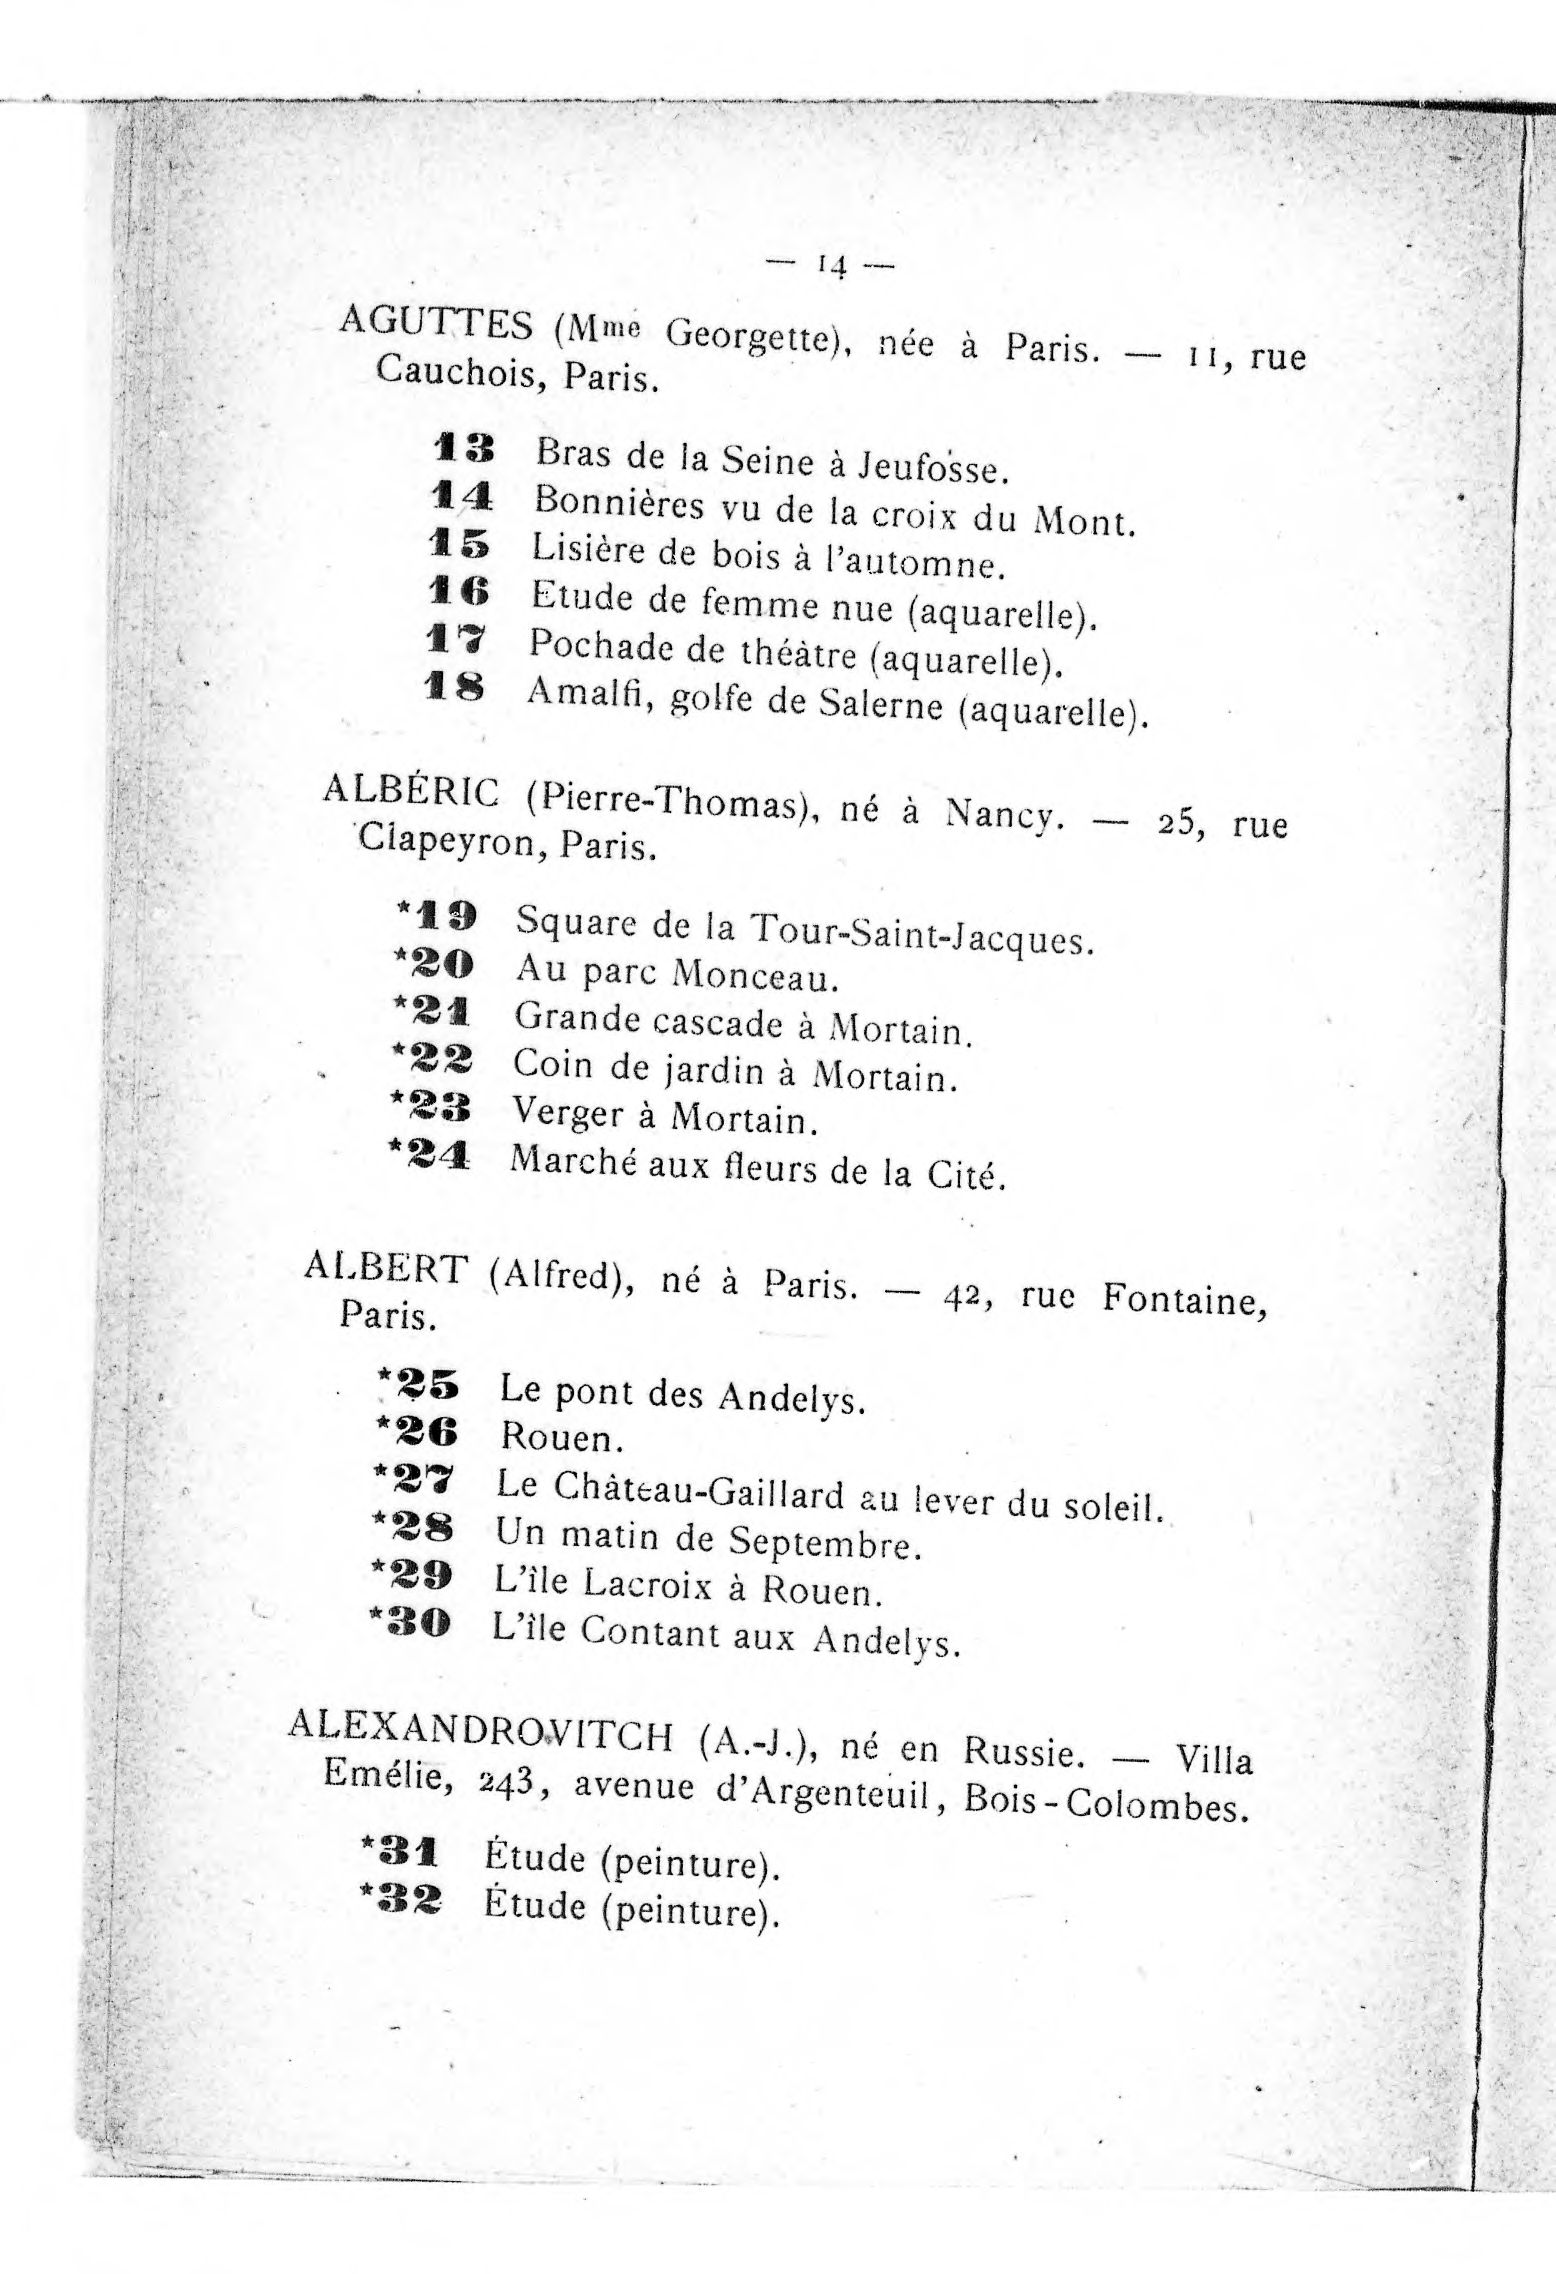 — 14 —
AGUTTES (Mme Georgette), née à Paris. — 11, rue
Cauchois, Paris.
13 Bras de la Seine à Jeufosse.
14 Bonnières vu de la croix du Mont.
15 Lisière de bois à l'automne.
16 Etude de femme nue (aquarelle).
17 Pochade de théâtre (aquarelle).
18 Amalfi, golfe de Salerne (aquarelle).
ALBÉRIC (Pierre-Thomas), né à Nancy. — 25, rue
Clapeyron, Paris.
*19 Square de la Tour-Saint-Jacques.
*20 Au parc Monceau.
*21 Grande cascade à Mortain.
*22 Coin de jardin à Mortain.
*23 Verger à Mortain.
*24 Marché aux fleurs de la Cité.
ALBERT (Alfred), né à Paris. — 42, rue Fontaine,
Paris.
*25 Le pont des Andelys.
*26 Rouen.
*27 Le Château-Gaillard au lever du soleil.
*28 Un matin de Septembre.
*29 L'île Lacroix à Rouen.
*30 L'île Contant aux Andelys.
ALEXANDROVITCH (A.-J.), né en Russie. — Villa
Emélie, 243, avenue d'Argenteuil, Bois-Colombes.
*31 Étude (peinture).
*32 Étude (peinture).